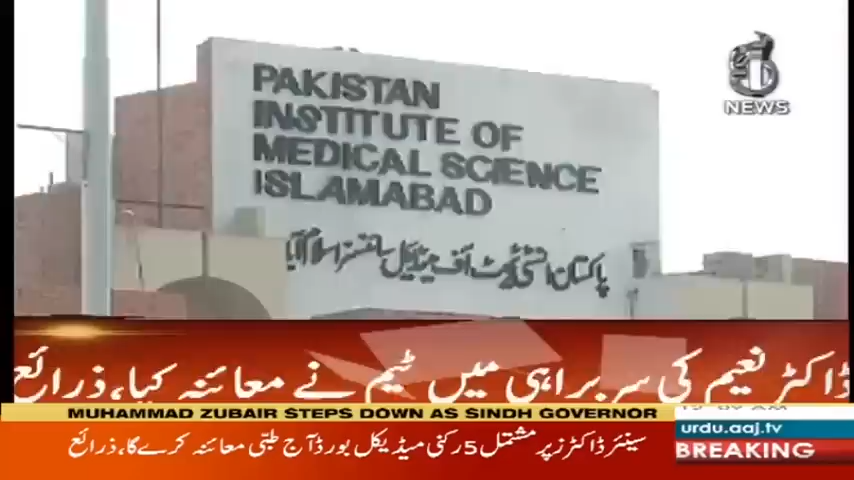 PAKISTAN
INSTITUTE OF
MEDICAL SCIENCE
ISLAMABAD
پاکستان انسٹی ٹیوٹ آف میڈیکل سائنسز اسلام آباد
NEWS
ڈاکٹر نعیم کی سربراہی میں ٹیم نے معائنہ کیا، ذرائع
MUHAMMAD ZUBAIR STEPS DOWN AS SINDH GOVERNOR
urdu.aaj.tv
سینئر ڈاکٹرز پر مشتمل 5 رکنی میڈیکل بورڈ آج طبی معائنہ کرے گا، ذرائع
BREAKING